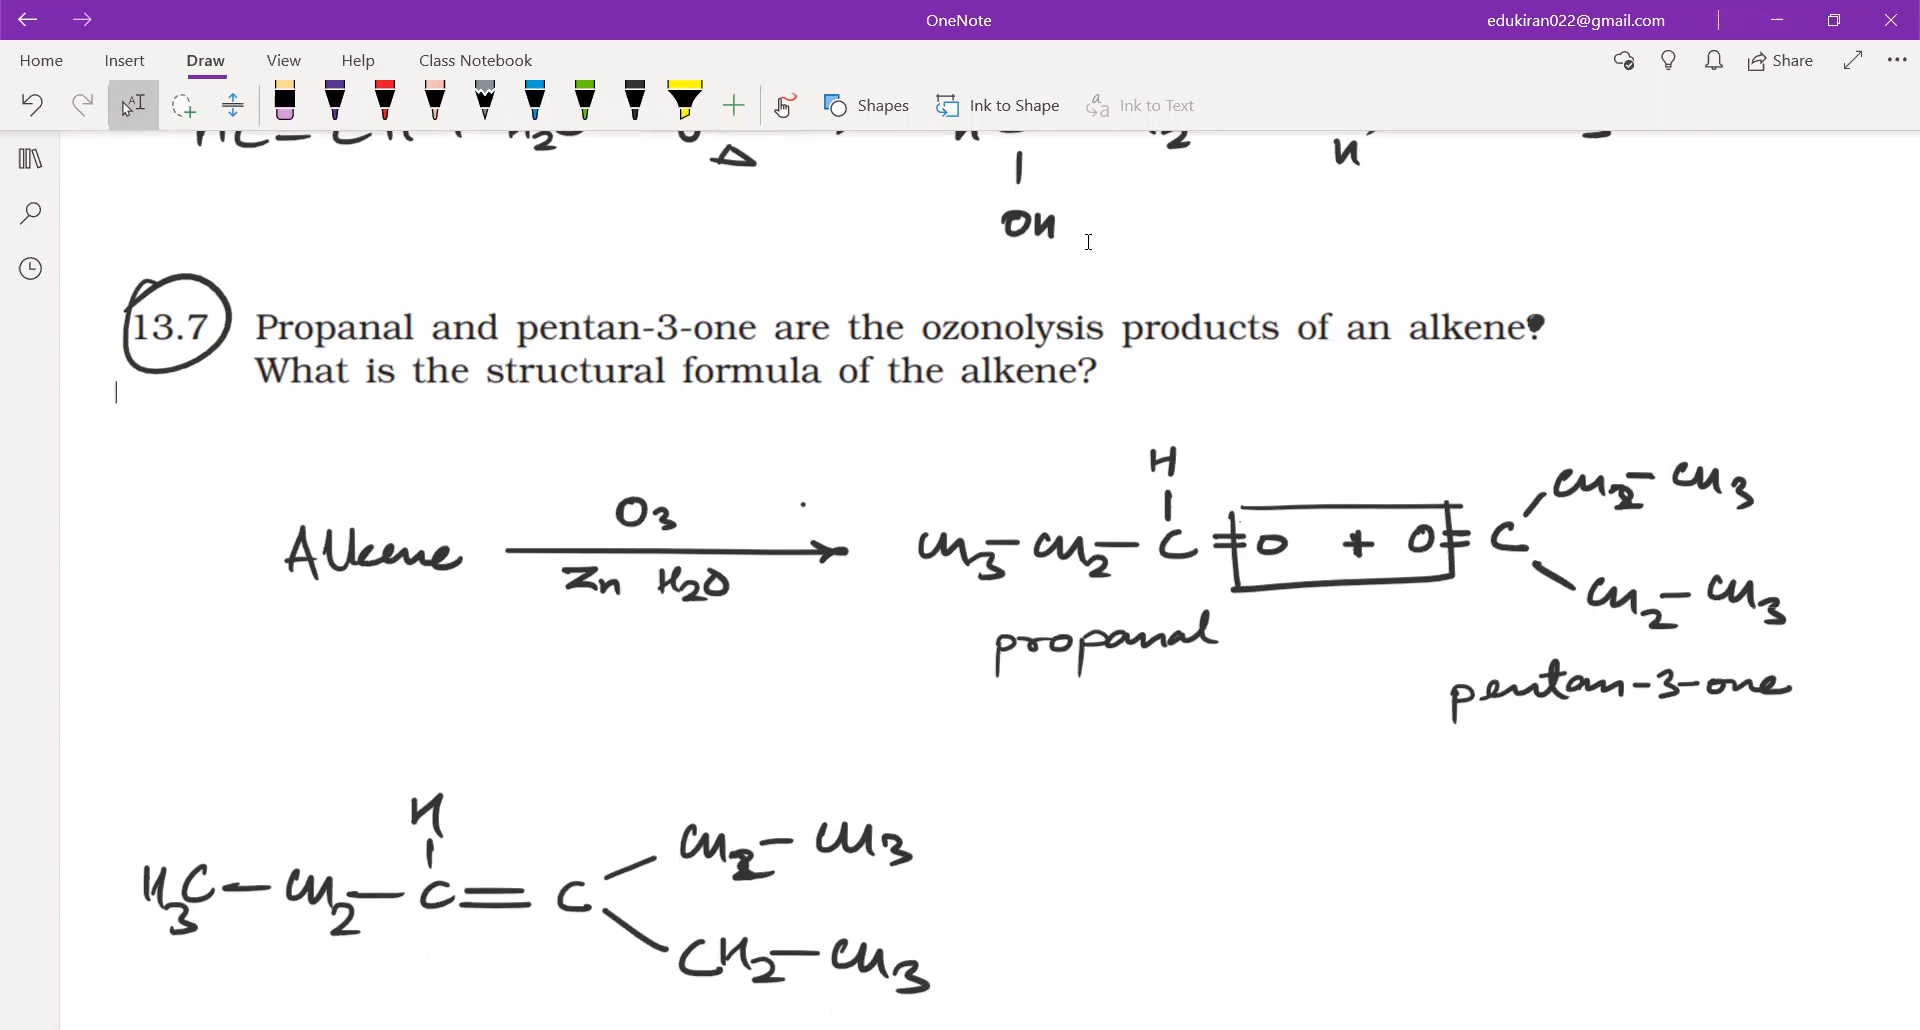 OneNote
edukiran022@gmail.com
Home Insert Draw View Help Class Notebook
Share
Shapes Ink to Shape Ink to Text
OH
13.7 Propanal and pentan-3-one are the ozonolysis products of an alkene?
What is the structural formula of the alkene?
H
CH2-CH3
O3
Alkene CH3-CH2-C=O + O=C
Zn H2O
CH2-CH3
propanal
pentan-3-one
H
CH2-CH3
H3C-CH2-C=C
CH2-CH3